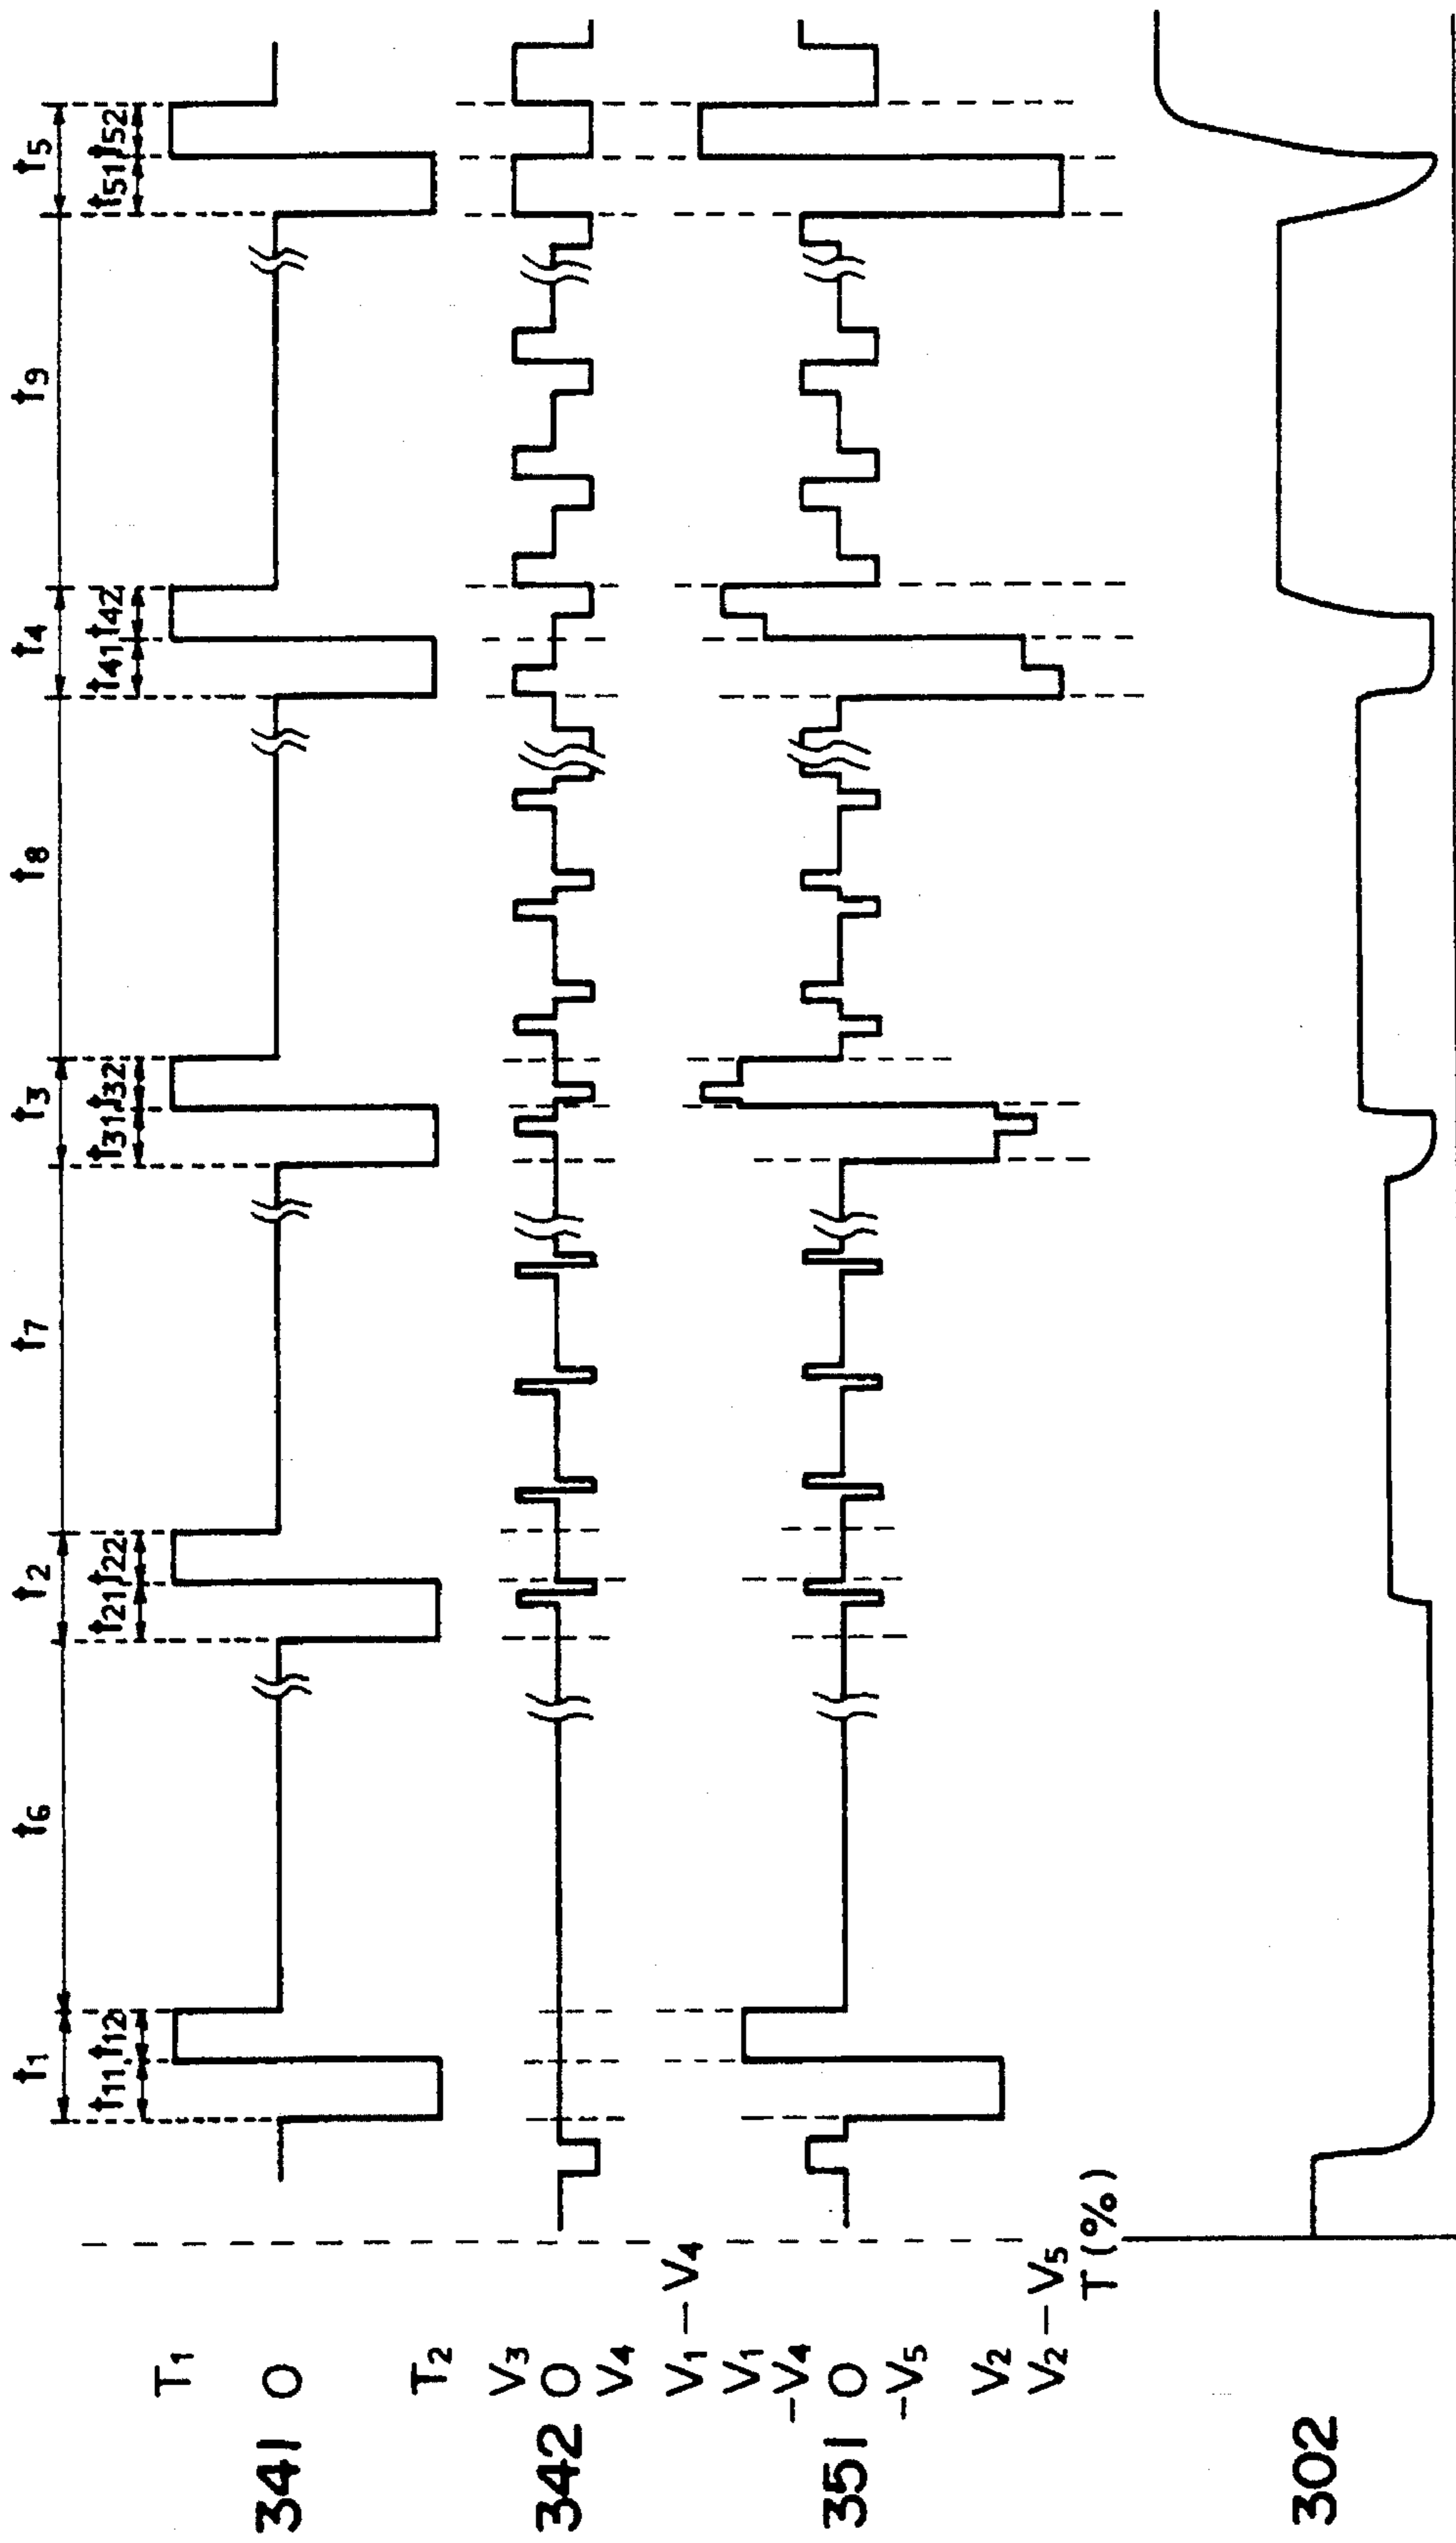 t1 t6 t2 t7 t3 t8 t4 t9 t5
t11 t12 t21 t22 t31 t32 t41 t42 t51 t52
T1
341 O
T2
V3
342 O
V4
V1 — V4
V1
-V4
351 O
-V5
V2
V2 — V5
T (%)
302